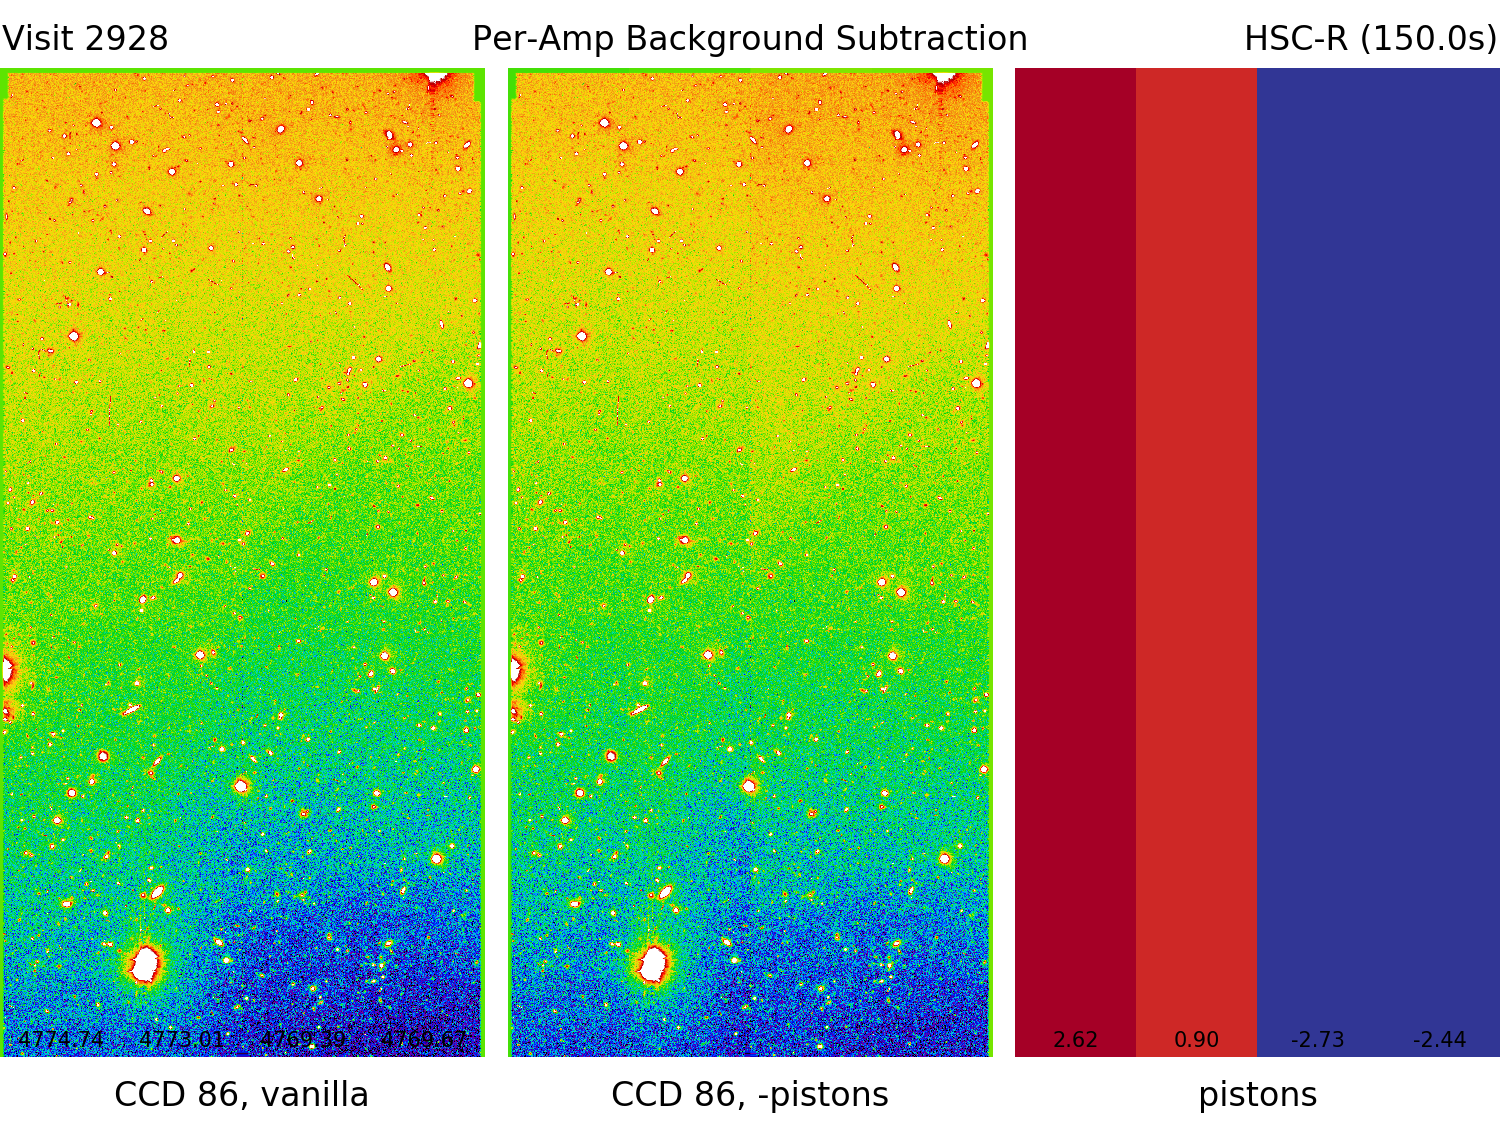 Visit 2928 Per-Amp Background Subtraction HSC-R (150.0s)
4774.74 4773.01 4769.39 4769.67 2.62 0.90 -2.73 -2.44
CCD 86, vanilla CCD 86, -pistons pistons